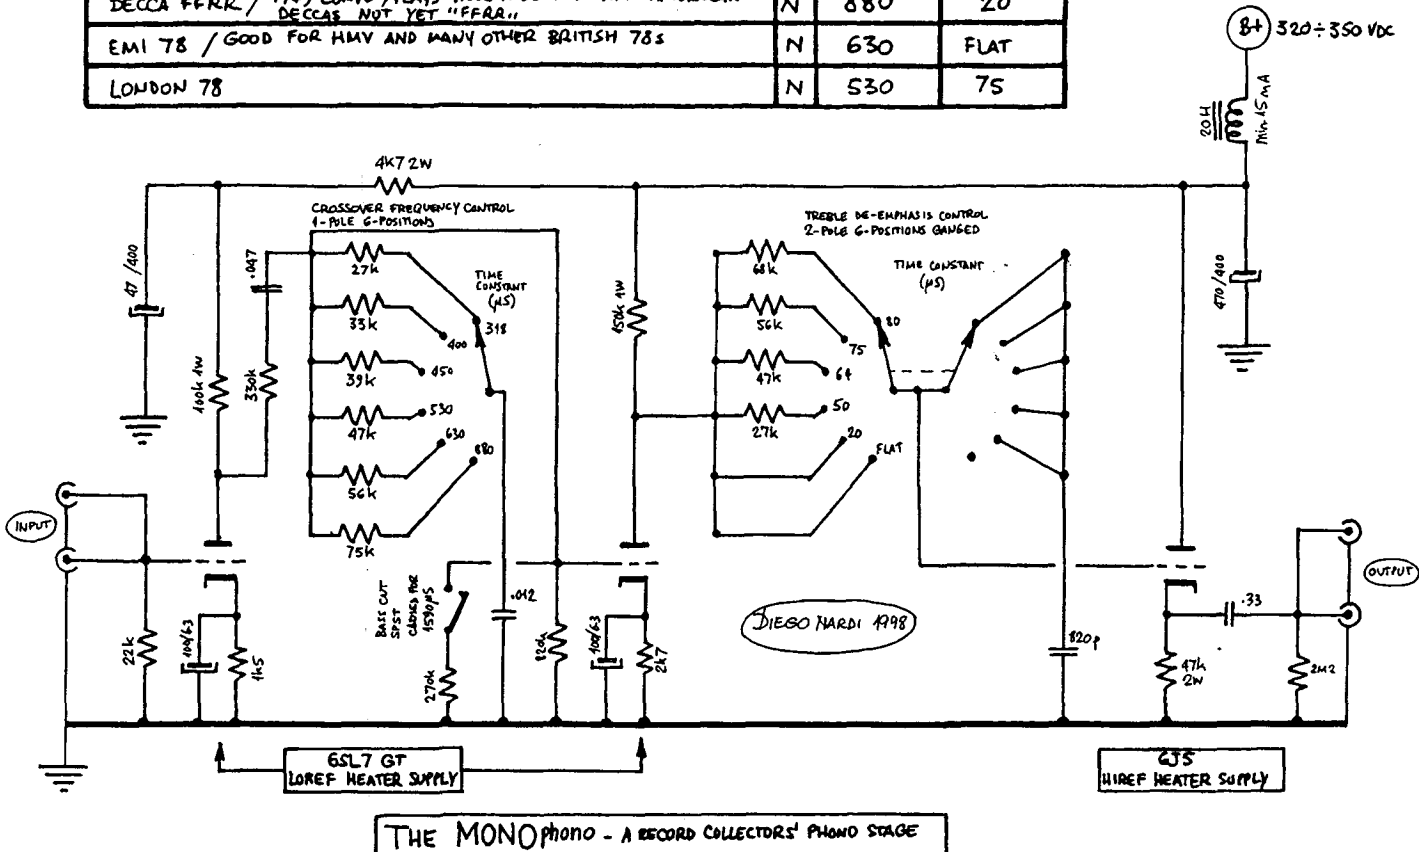 DECCA FFRR /
DECCAS NOT YET "FFRR"
N 880 20
EMI 78 / GOOD FOR HMV AND MANY OTHER BRITISH 78s N 630 FLAT
LONDON 78 N 530 75
B+ 320÷350 VDC
20H
min 15 mA
4K7 2W
CROSSOVER FREQUENCY CONTROL
1-POLE 6-POSITIONS
TREBLE DE-EMPHASIS CONTROL
2-POLE 6-POSITIONS GANGED
47/400
.047
27k
TIME
CONSTANT
(µS)
318
33k
400
39k
450
47k
530
56k
630
75k
880
100k 1W
330k
150k 1W
68k
TIME CONSTANT
(µS)
80
56k
75
47k
64
27k
50
20
FLAT
470/400
INPUT
OUTPUT
22k
100/63
1k5
BASS CUT
SPST
CLOSED FOR
1590µS
270k
.012
820k
100/63
2k7
DIEGO NARDI 1998
820p
.33
47k
2W
2M2
6SL7 GT
LOREF HEATER SUPPLY
6J5
HIREF HEATER SUPPLY
THE MONOphono - A RECORD COLLECTORS' PHONO STAGE